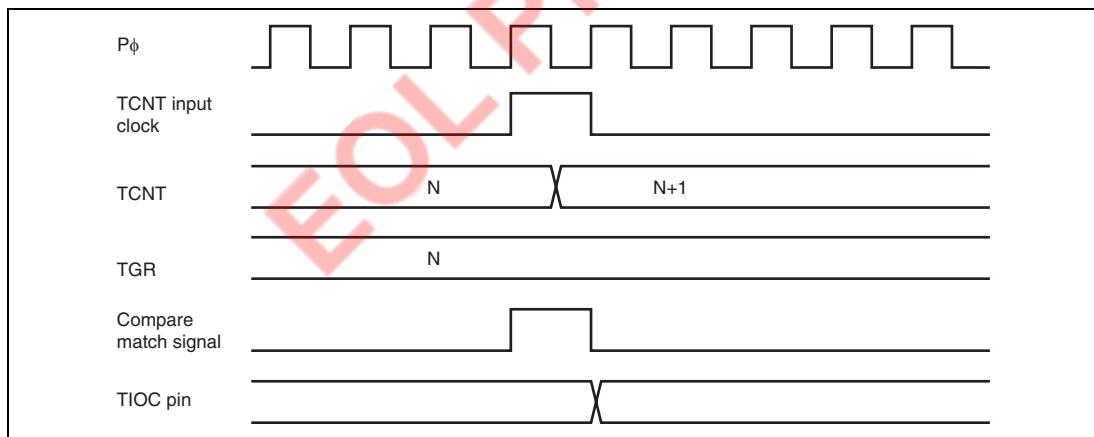 Pϕ
TCNT input
clock
TCNT
N
N+1
TGR
N
Compare
match signal
TIOC pin
EOL P